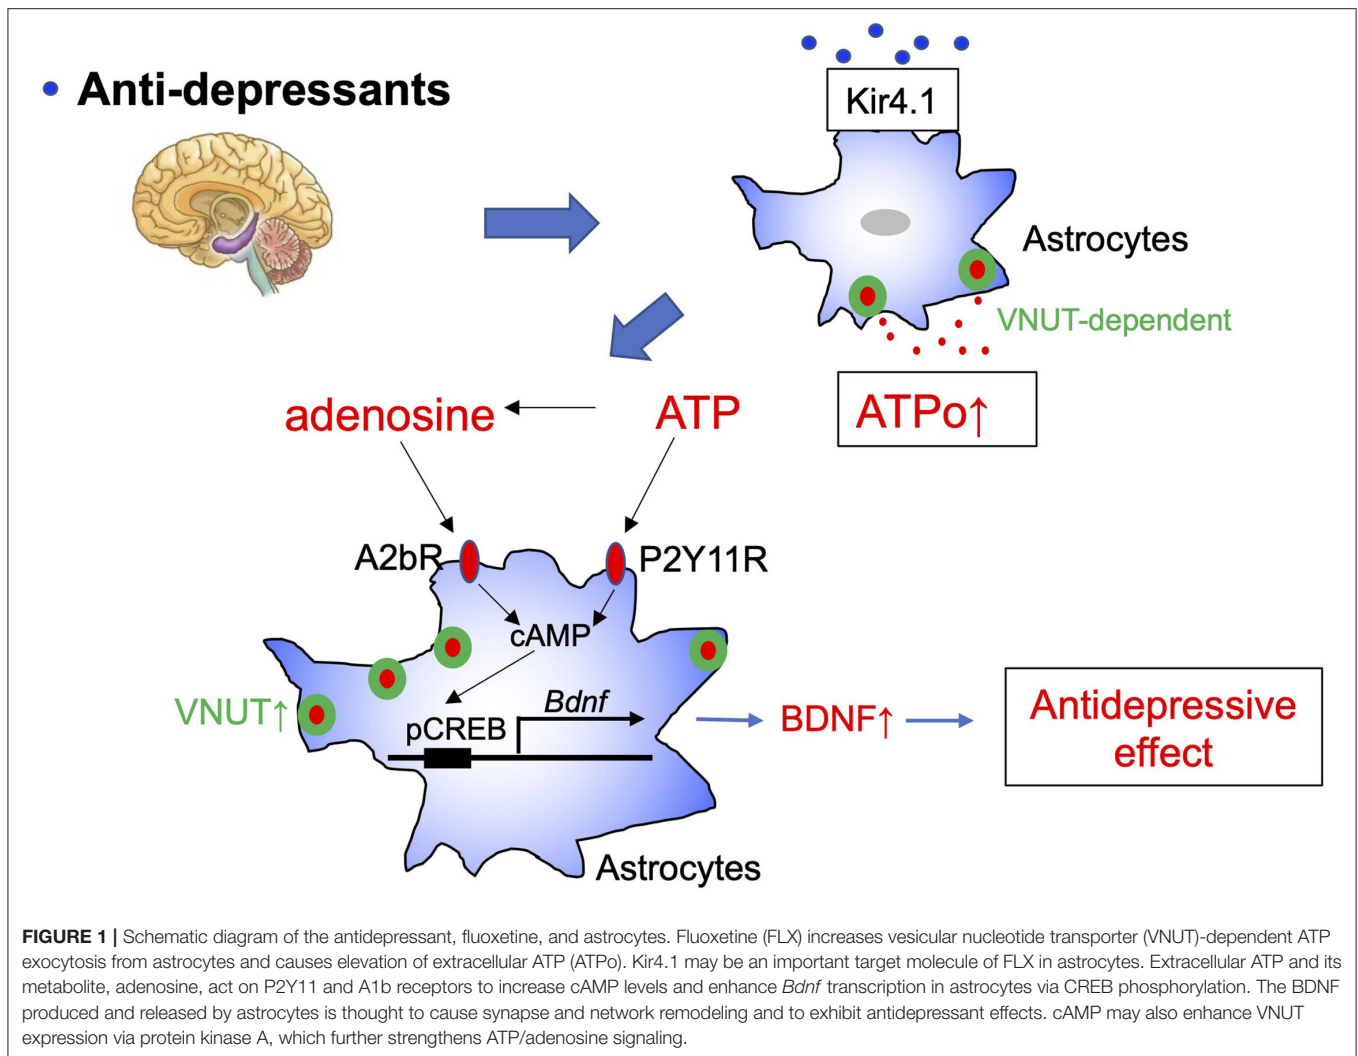 • Anti-depressants
Kir4.1
Astrocytes
VNUT-dependent
ATPo↑
adenosine
ATP
A2bR
P2Y11R
cAMP
VNUT↑
Bdnf
pCREB
BDNF↑
Antidepressive
effect
Astrocytes
FIGURE 1 | Schematic diagram of the antidepressant, fluoxetine, and astrocytes. Fluoxetine (FLX) increases vesicular nucleotide transporter (VNUT)-dependent ATP
exocytosis from astrocytes and causes elevation of extracellular ATP (ATPo). Kir4.1 may be an important target molecule of FLX in astrocytes. Extracellular ATP and its
metabolite, adenosine, act on P2Y11 and A1b receptors to increase cAMP levels and enhance Bdnf transcription in astrocytes via CREB phosphorylation. The BDNF
produced and released by astrocytes is thought to cause synapse and network remodeling and to exhibit antidepressant effects. cAMP may also enhance VNUT
expression via protein kinase A, which further strengthens ATP/adenosine signaling.